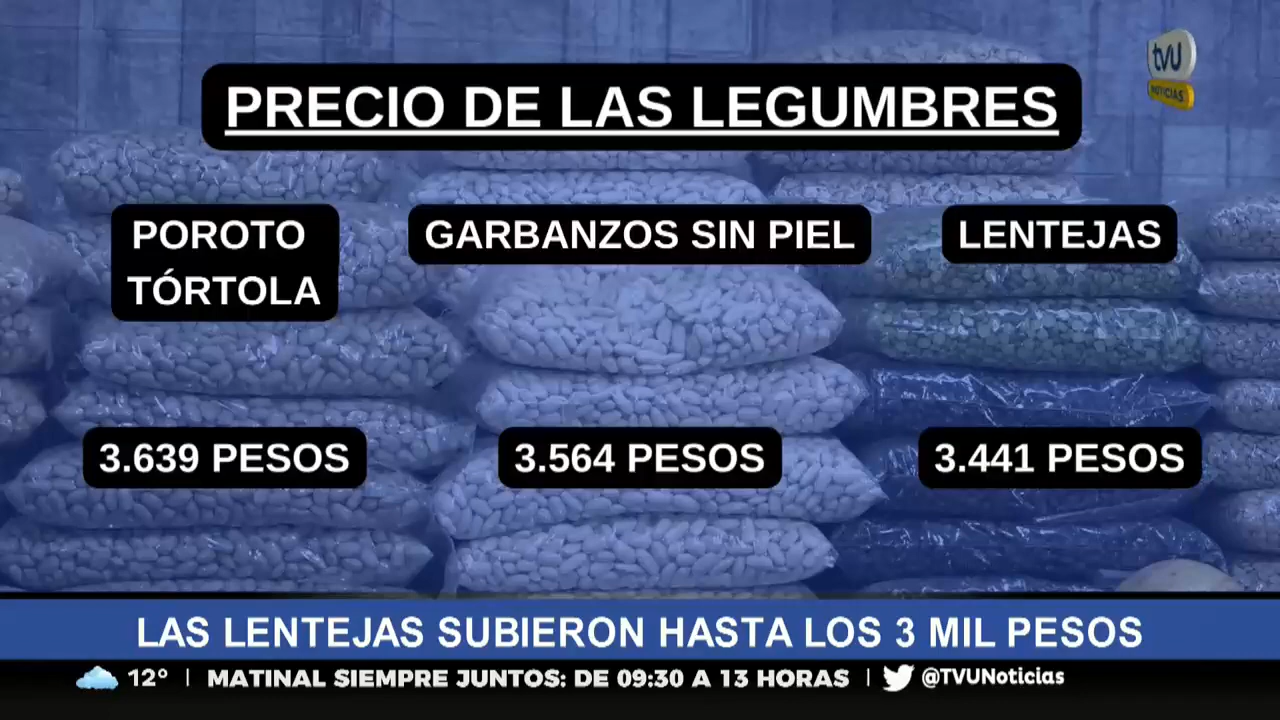 tvU
NOTICIAS
PRECIO DE LAS LEGUMBRES
POROTO
TÓRTOLA
GARBANZOS SIN PIEL
LENTEJAS
3.639 PESOS
3.564 PESOS
3.441 PESOS
LAS LENTEJAS SUBIERON HASTA LOS 3 MIL PESOS
12° | MATINAL SIEMPRE JUNTOS: DE 09:30 A 13 HORAS | @TVUNoticias